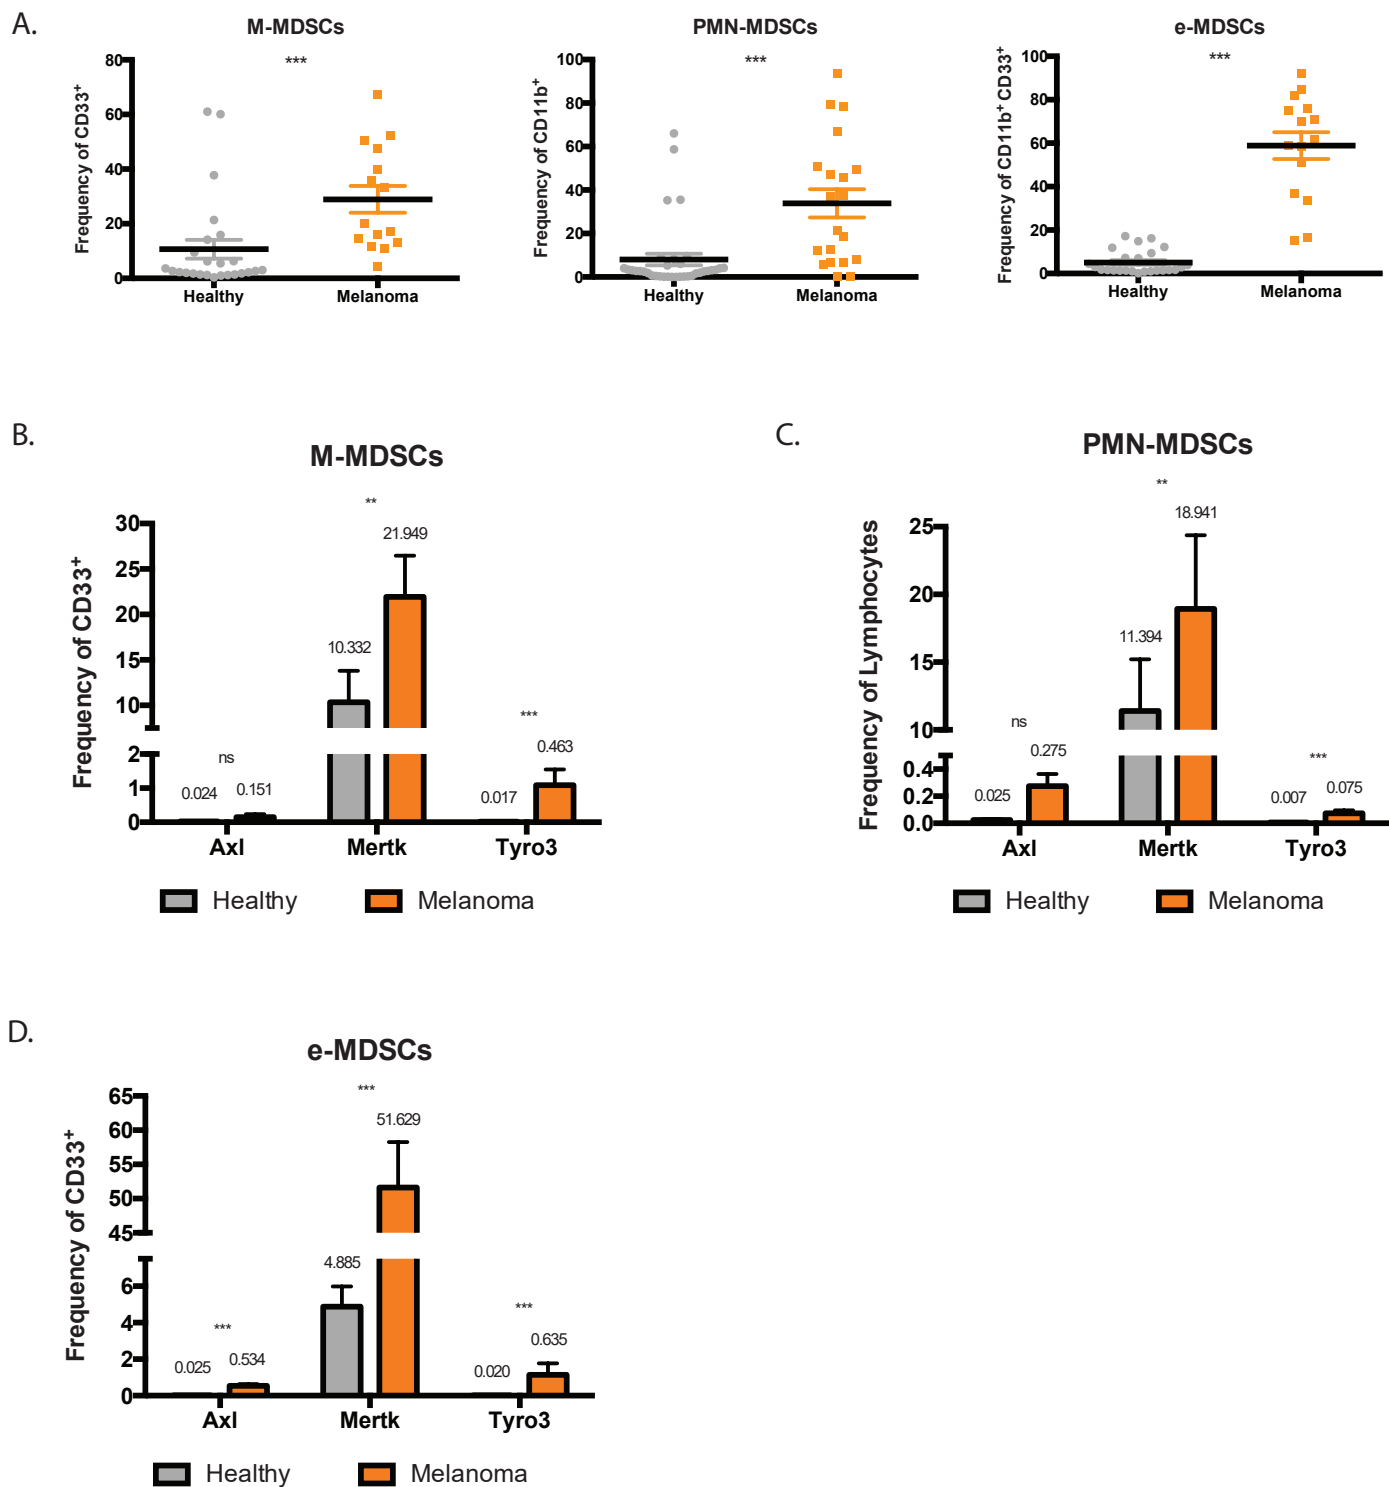 A.
M-MDSCs
***
Frequency of CD33+
80
60
40
20
0
Healthy
Melanoma
PMN-MDSCs
***
Frequency of CD11b+
100
80
60
40
20
0
Healthy
Melanoma
e-MDSCs
***
Frequency of CD11b+ CD33+
100
80
60
40
20
0
Healthy
Melanoma
B.
M-MDSCs
**
Frequency of CD33+
30
25
20
15
10
2
1
0
ns
0.024
0.151
10.332
21.949
***
0.017
0.463
Axl
Mertk
Tyro3
Healthy
Melanoma
C.
PMN-MDSCs
**
Frequency of Lymphocytes
25
20
15
10
0.4
0.2
0.0
ns
0.025
0.275
11.394
18.941
***
0.007
0.075
Axl
Mertk
Tyro3
Healthy
Melanoma
D.
e-MDSCs
***
Frequency of CD33+
65
60
55
50
45
6
4
2
0
***
0.025
0.534
4.885
51.629
***
0.020
0.635
Axl
Mertk
Tyro3
Healthy
Melanoma